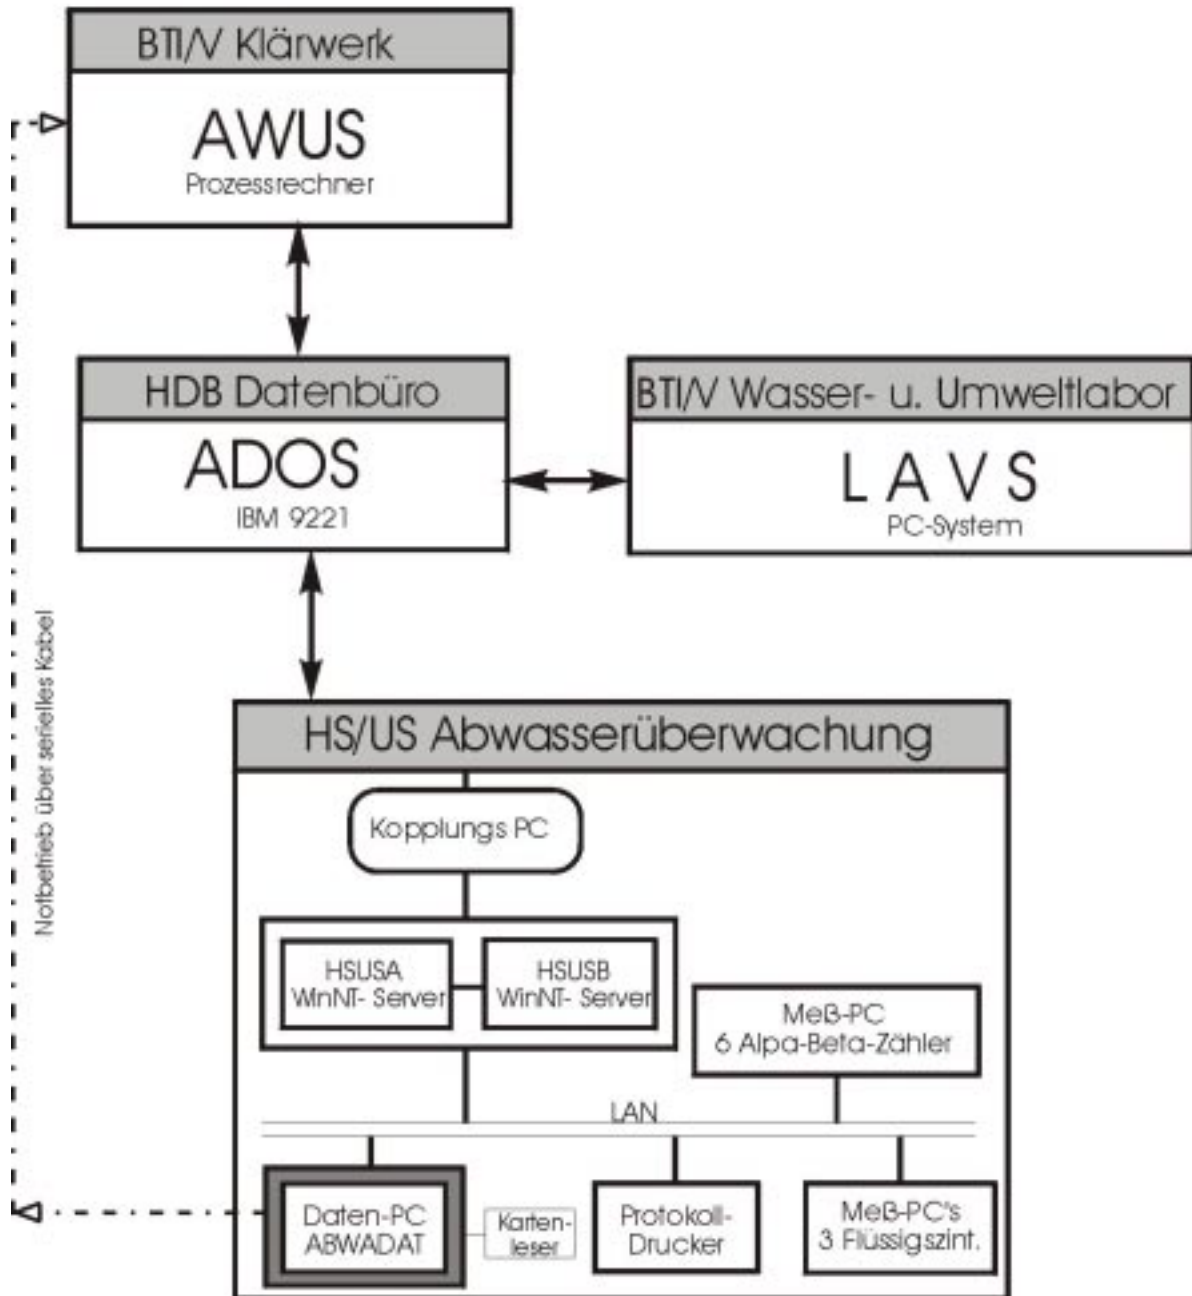 BTI/V Klärwerk
AWUS
Prozessrechner
HDB Datenbüro
ADOS
IBM 9221
BTI/V Wasser- u. Umweltlabor
L A V S
PC-System
Notbetrieb über serielles Kabel
HS/US Abwasserüberwachung
Kopplungs PC
HSUSA
WinNT- Server
HSUSB
WinNT- Server
Meß-PC
6 Alpa-Beta-Zähler
LAN
Daten-PC
ABWADAT
Karten-
leser
Protokoll-
Drucker
Meß-PC's
3 Flüssigszint.